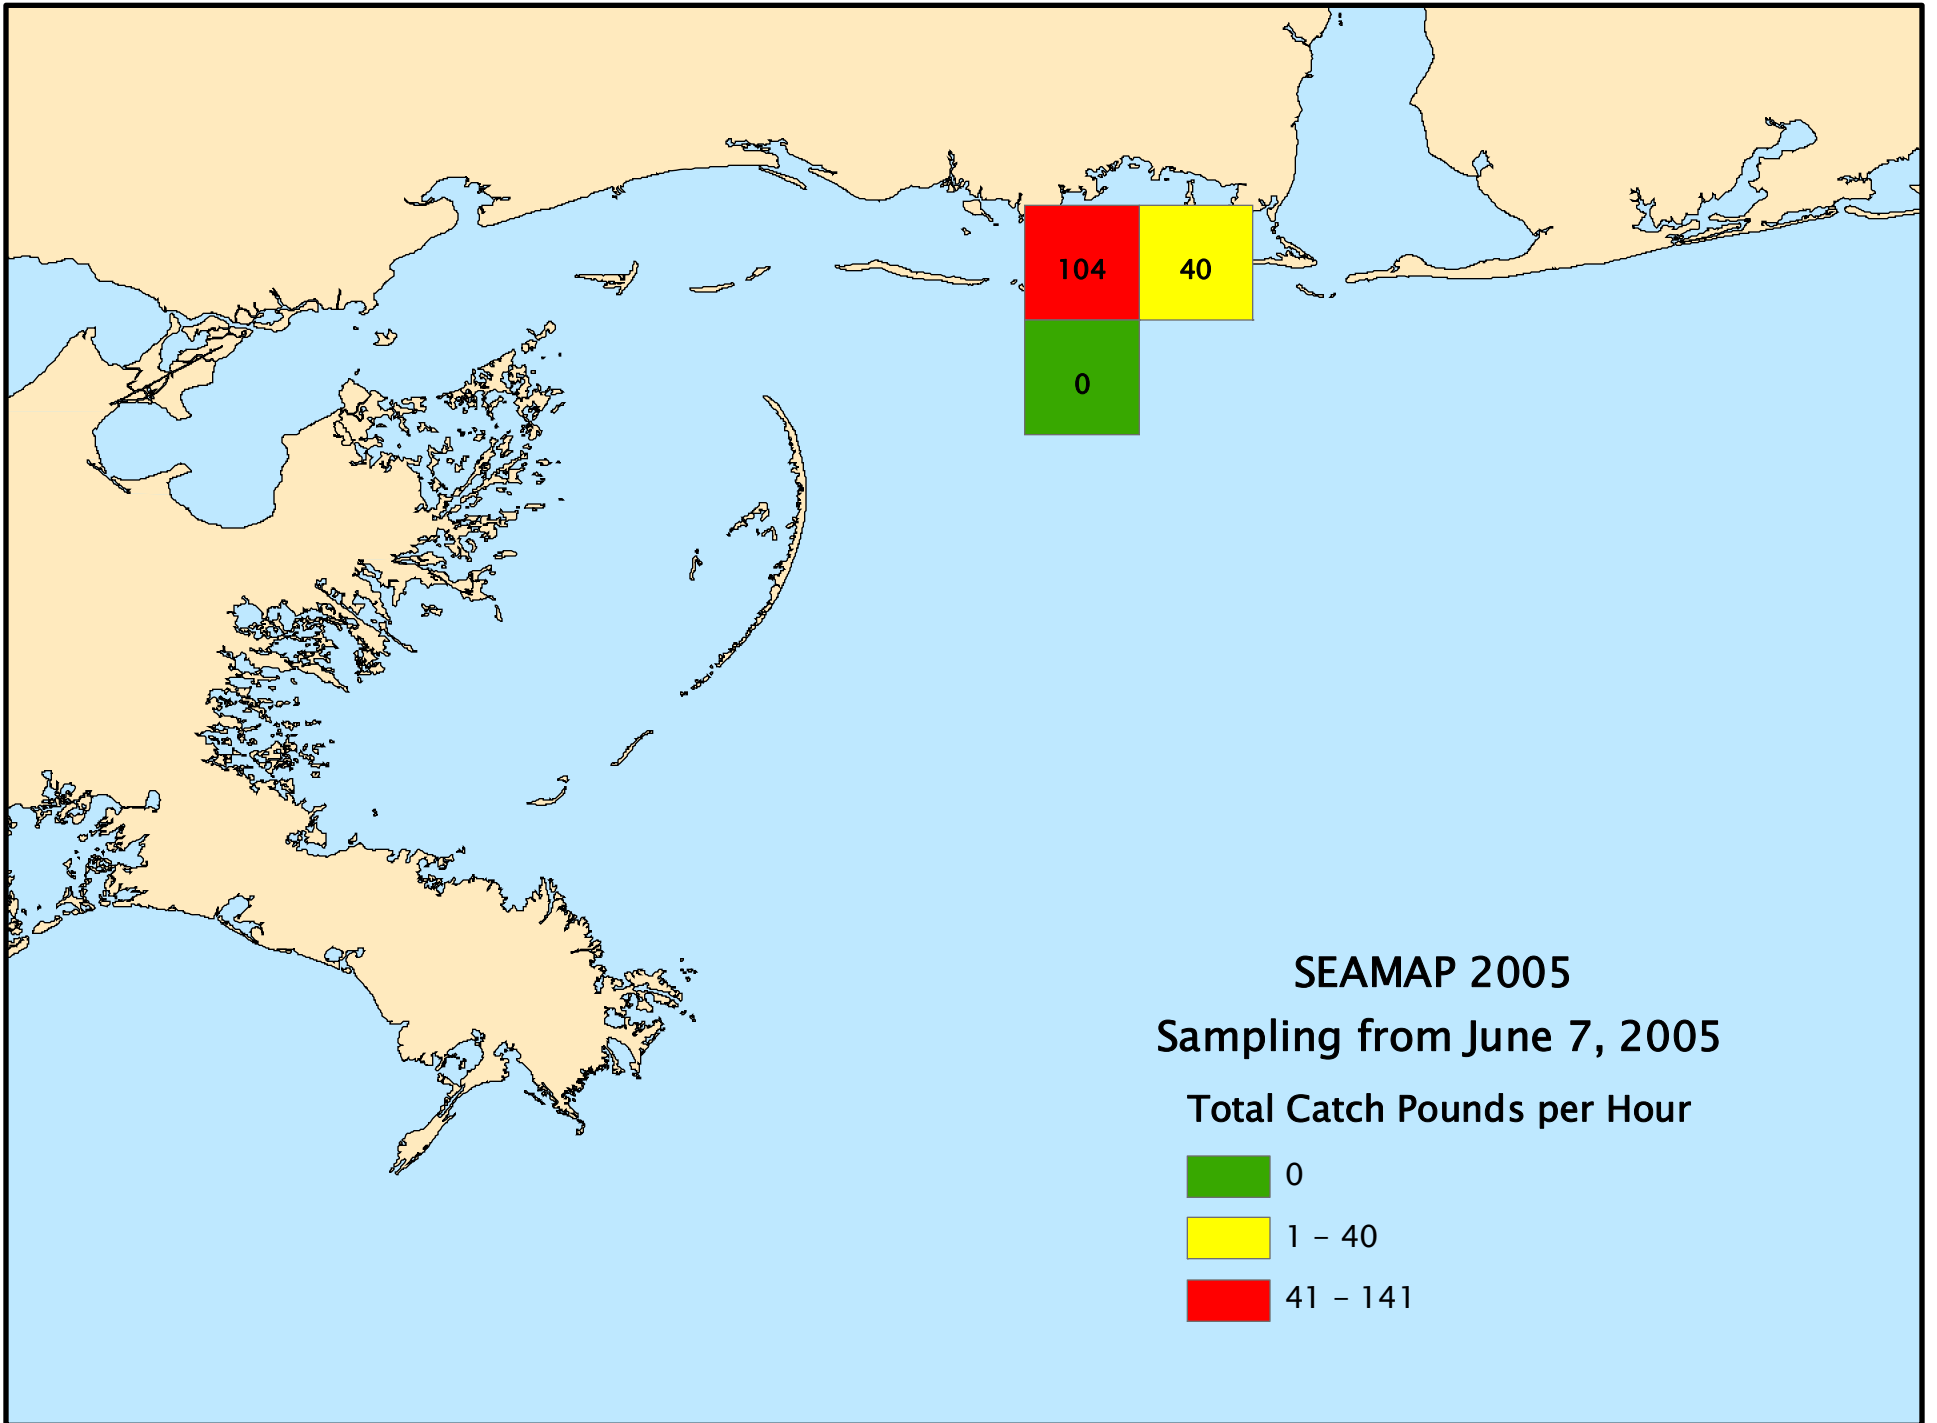 104 40
0
SEAMAP 2005
Sampling from June 7, 2005
Total Catch Pounds per Hour
0
1 - 40
41 - 141